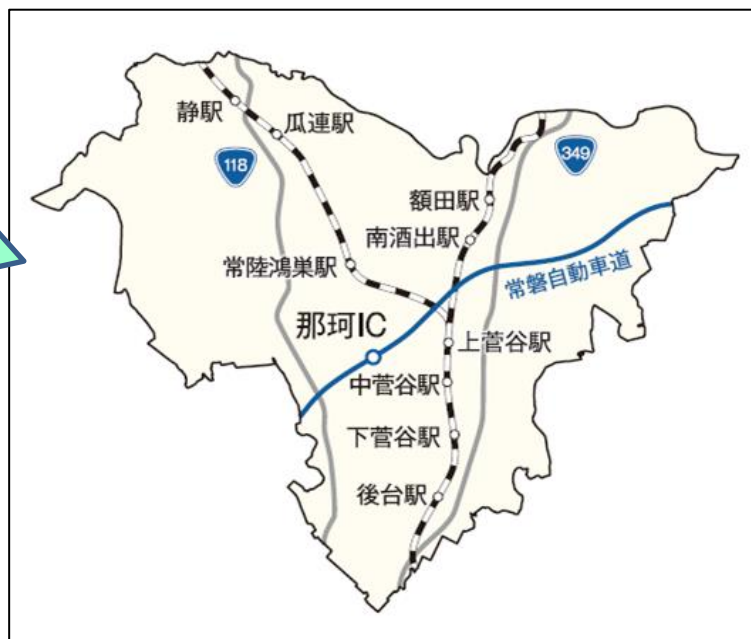 静駅
瓜連駅
118
349
額田駅
南酒出駅
常陸鴻巣駅
常磐自動車道
那珂IC
上菅谷駅
中菅谷駅
下菅谷駅
後台駅